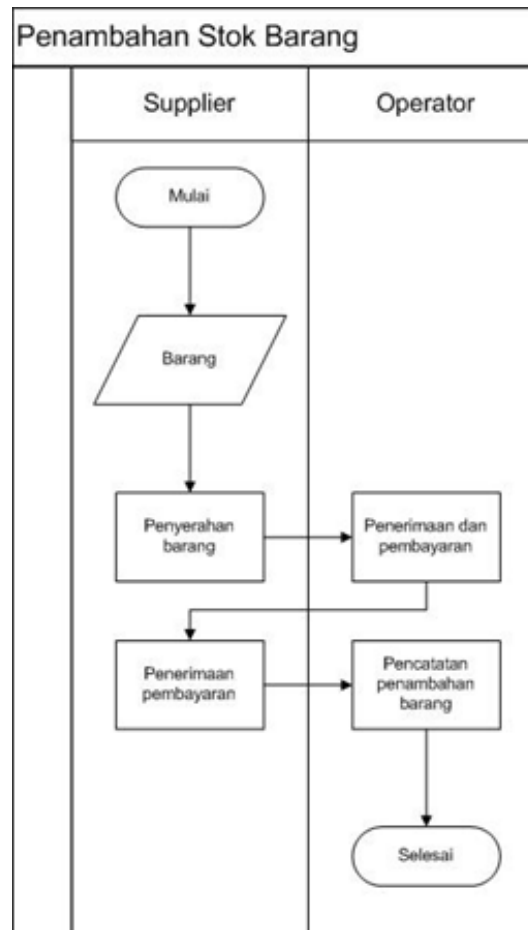 Penambahan Stok Barang
Supplier
Operator
Mulai
Barang
Penyerahan
barang
Penerimaan dan
pembayaran
Penerimaan
pembayaran
Pencatatan
penambahan
barang
Selesai